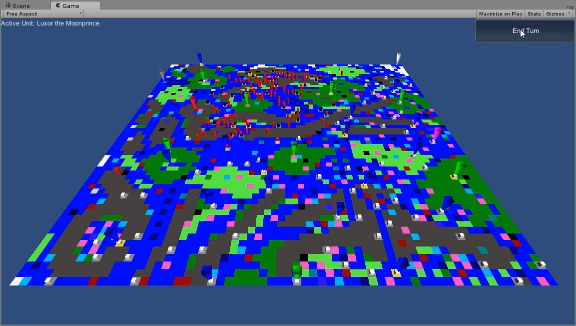 Scene
Game
Free Aspect
Maximize on Play
Stats
Gizmos
Active Unit: Luxor the Moonprince
End Turn